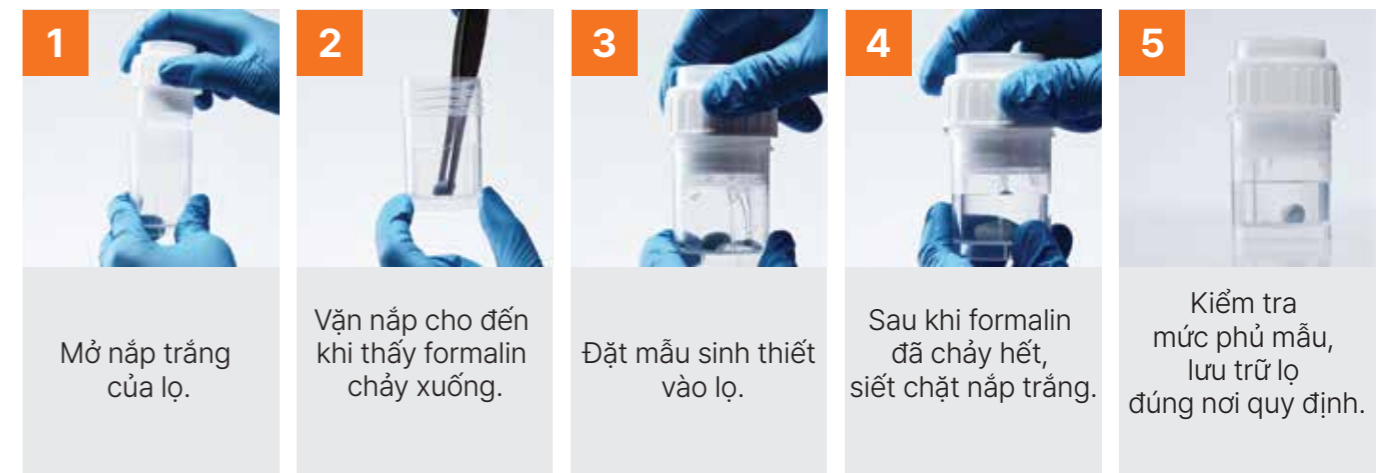 1
Mở nắp trắng
của lọ.
2
Vặn nắp cho đến
khi thấy formalin
chảy xuống.
3
Đặt mẫu sinh thiết
vào lọ.
4
Sau khi formalin
đã chảy hết,
siết chặt nắp trắng.
5
Kiểm tra
mức phủ mẫu,
lưu trữ lọ
đúng nơi quy định.